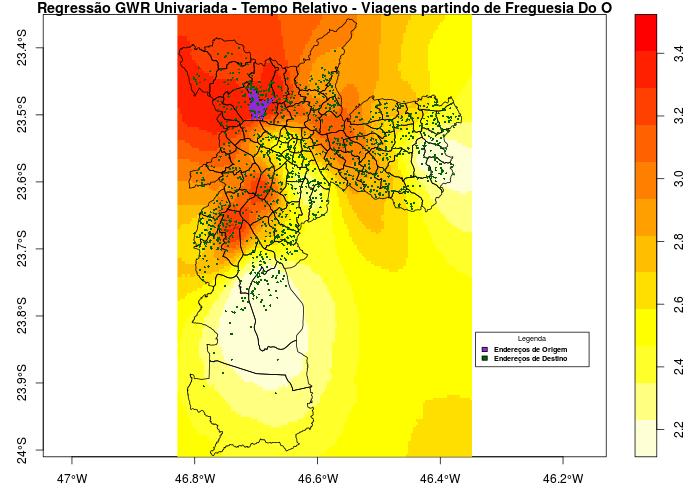 Regressão GWR Univariada - Tempo Relativo - Viagens partindo de Freguesia Do O
23.4°S
23.5°S
23.6°S
23.7°S
23.8°S
23.9°S
24°S
47°W
46.8°W
46.6°W
46.4°W
46.2°W
Legenda
Endereços de Origem
Endereços de Destino
3.4
3.2
3.0
2.8
2.6
2.4
2.2